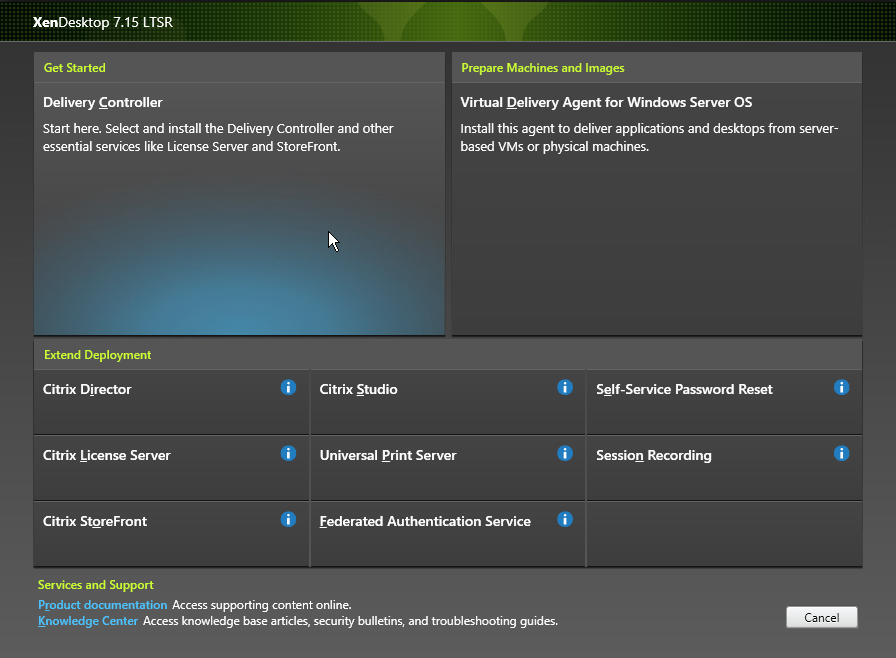 XenDesktop 7.15 LTSR
Get Started
Delivery Controller
Start here. Select and install the Delivery Controller and other
essential services like License Server and StoreFront.
Prepare Machines and Images
Virtual Delivery Agent for Windows Server OS
Install this agent to deliver applications and desktops from server-
based VMs or physical machines.
Extend Deployment
Citrix Director
Citrix Studio
Self-Service Password Reset
Citrix License Server
Universal Print Server
Session Recording
Citrix StoreFront
Federated Authentication Service
Services and Support
Product documentation Access supporting content online.
Knowledge Center Access knowledge base articles, security bulletins, and troubleshooting guides.
Cancel